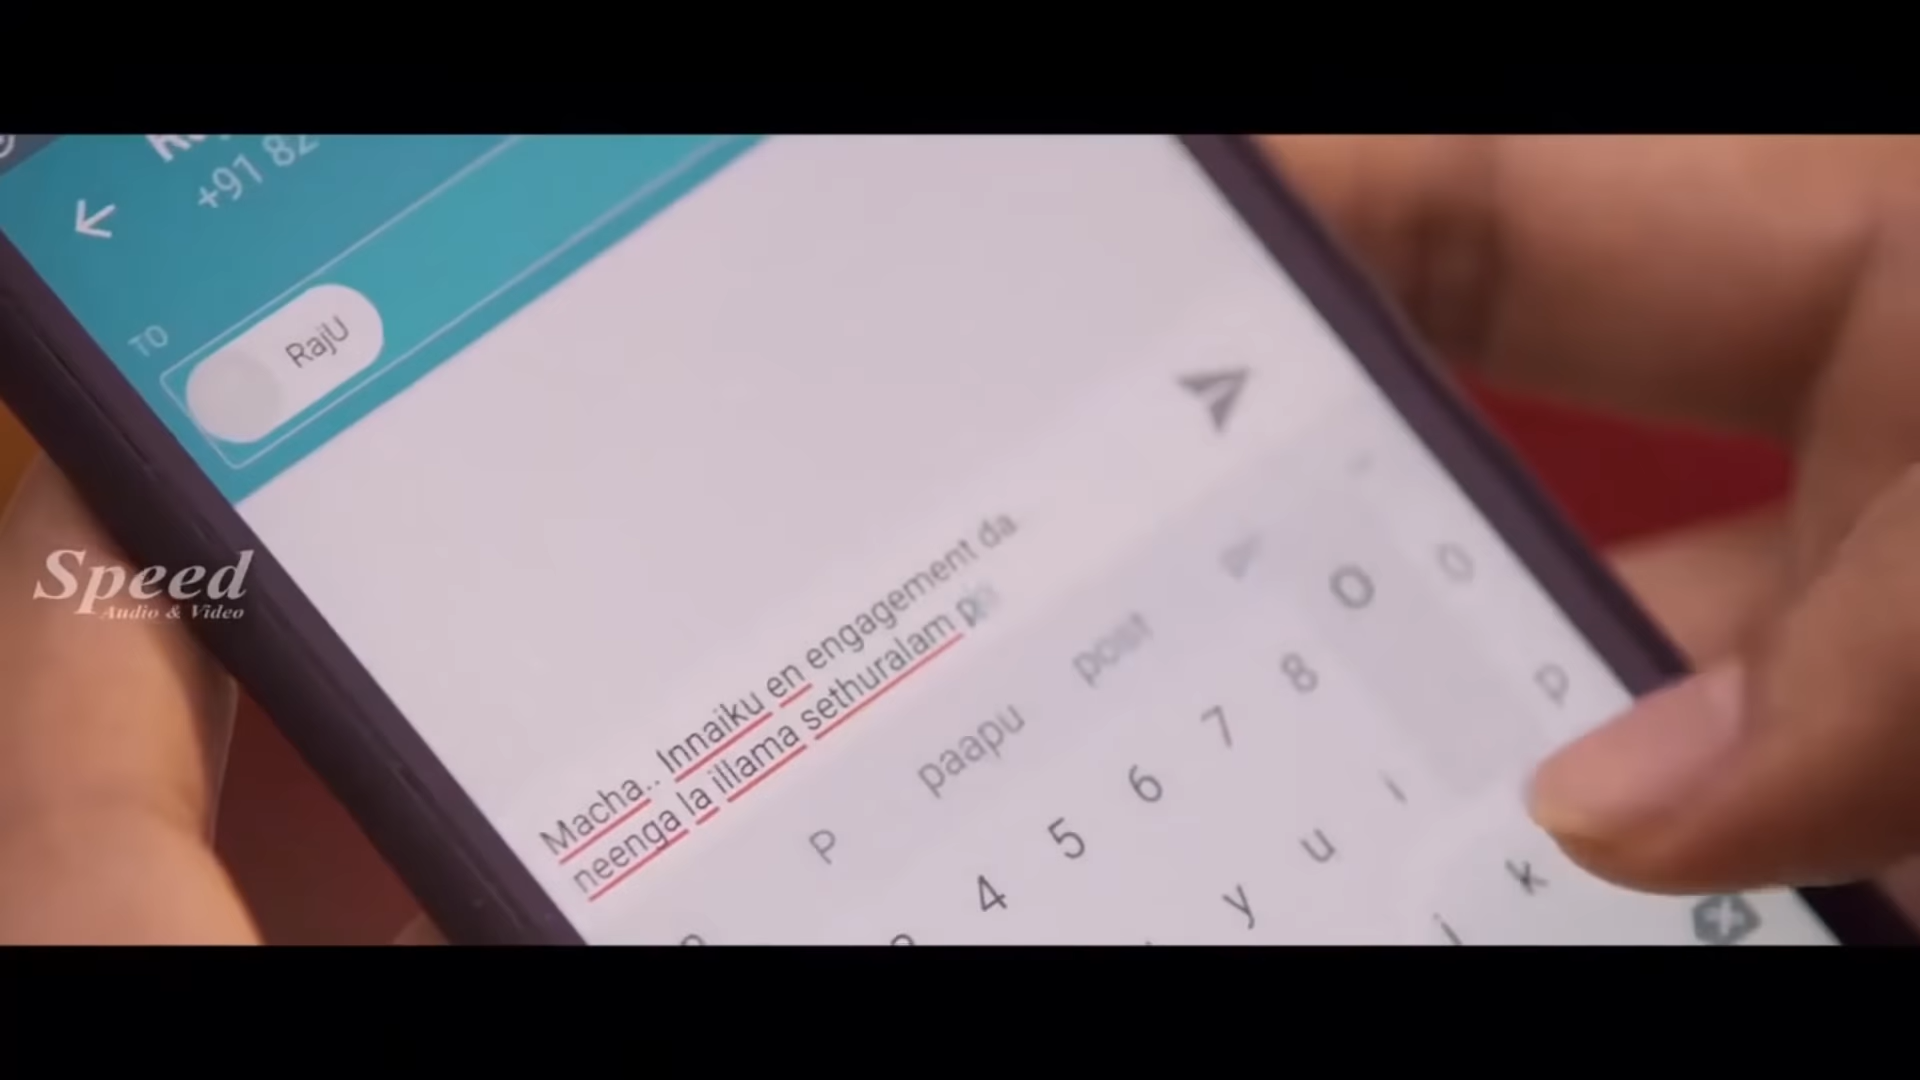 +91 82
TO
RajU
Macha.. Innaiku en engagement da
neenga la illama sethuralam
P
paapu
post
4
5
6
7
8
0
y
u
i
p
j
k
Speed
Audio & Video